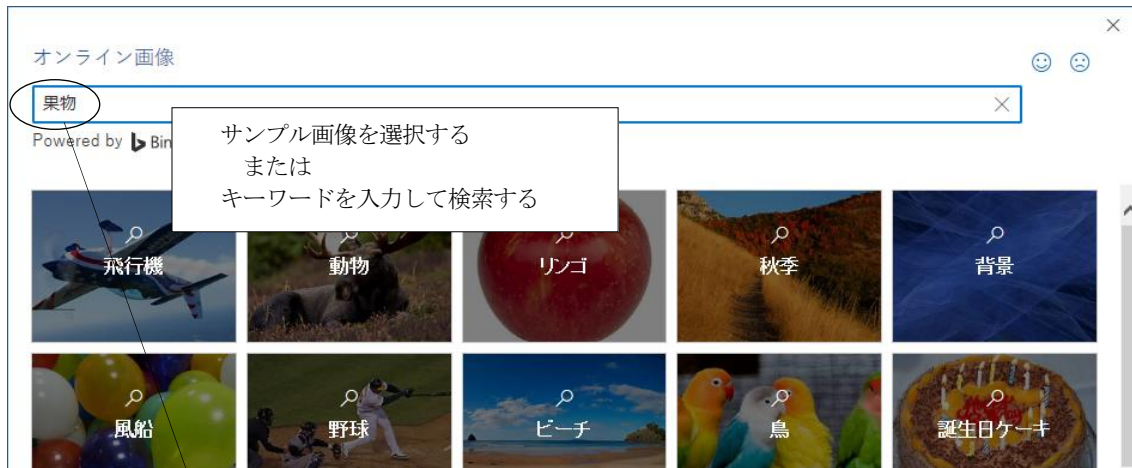 オンライン画像
果物
Powered by Bin
サンプル画像を選択する
または
キーワードを入力して検索する
飛行機
動物
リンゴ
秋季
背景
風船
野球
ビーチ
鳥
誕生日ケーキ